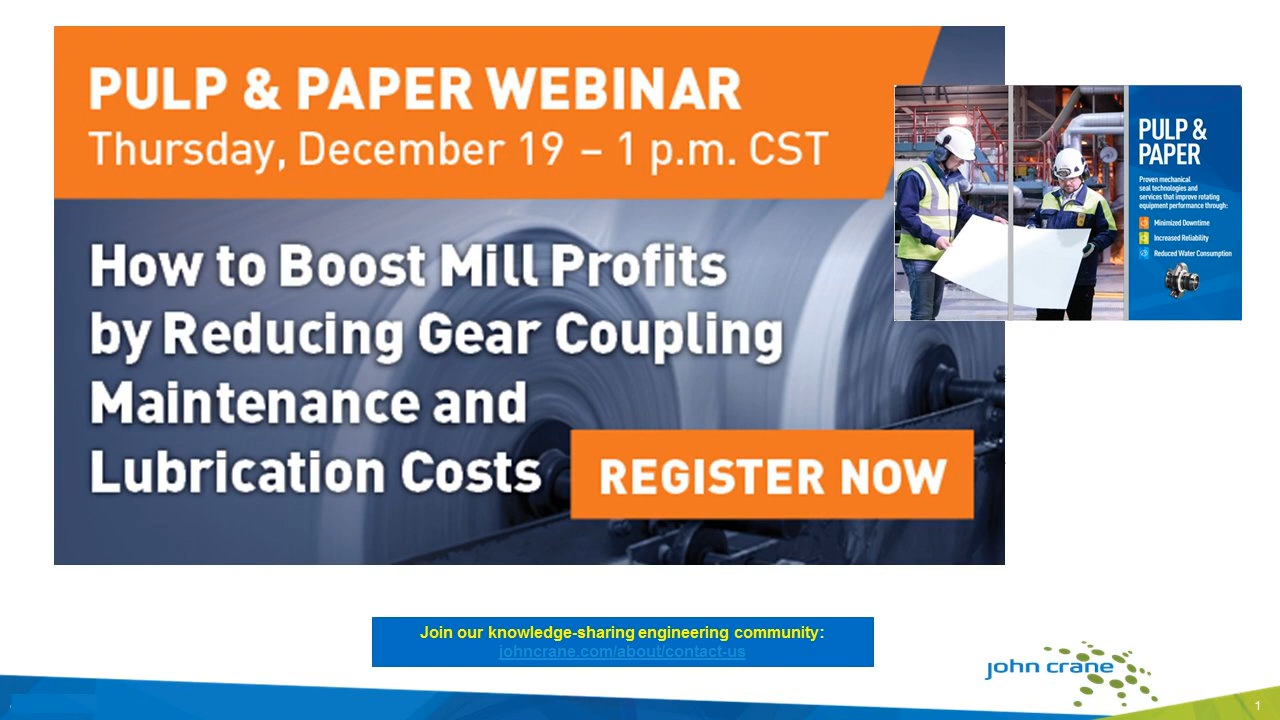 PULP & PAPER WEBINAR
Thursday, December 19 – 1 p.m. CST
How to Boost Mill Profits
by Reducing Gear Coupling
Maintenance and
Lubrication Costs
REGISTER NOW
PULP &
PAPER
Proven mechanical
seal technologies and
services that improve rotating
equipment performance through:
Minimized Downtime
Increased Reliability
Reduced Water Consumption
Join our knowledge-sharing engineering community:
johncrane.com/about/contact-us
john crane
1